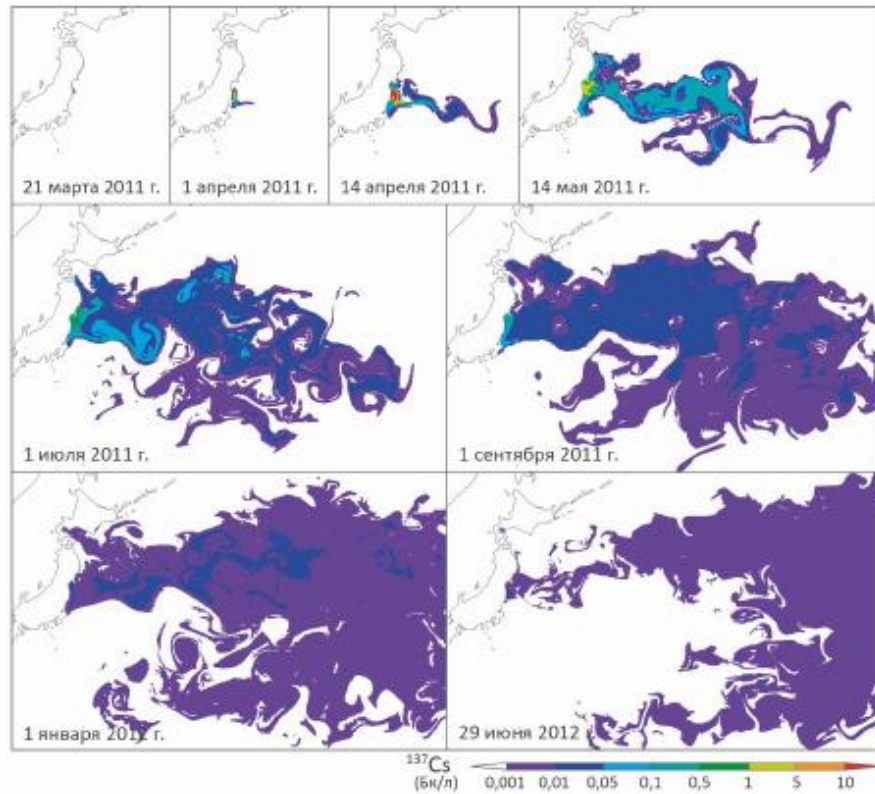 21 марта 2011 г.
1 апреля 2011 г.
14 апреля 2011 г.
14 мая 2011 г.
1 июля 2011 г.
1 сентября 2011 г.
1 января 2012 г.
29 июня 2012 г.
¹³⁷Cs
(Бк/л)
0,001 0,01 0,05 0,1 0,5 1 5 10